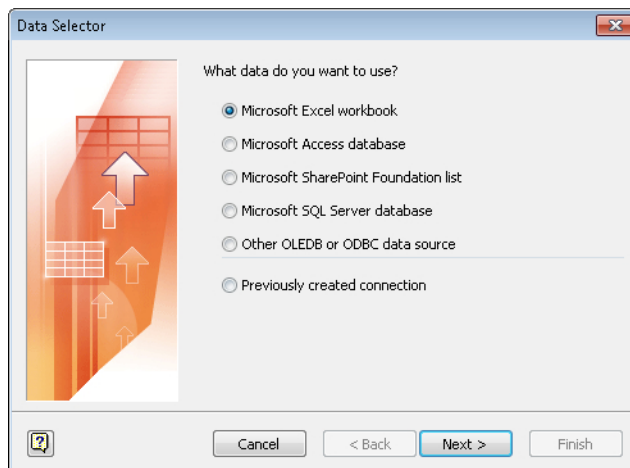 Data Selector
What data do you want to use?
Microsoft Excel workbook
Microsoft Access database
Microsoft SharePoint Foundation list
Microsoft SQL Server database
Other OLEDB or ODBC data source
Previously created connection
? Cancel < Back Next > Finish